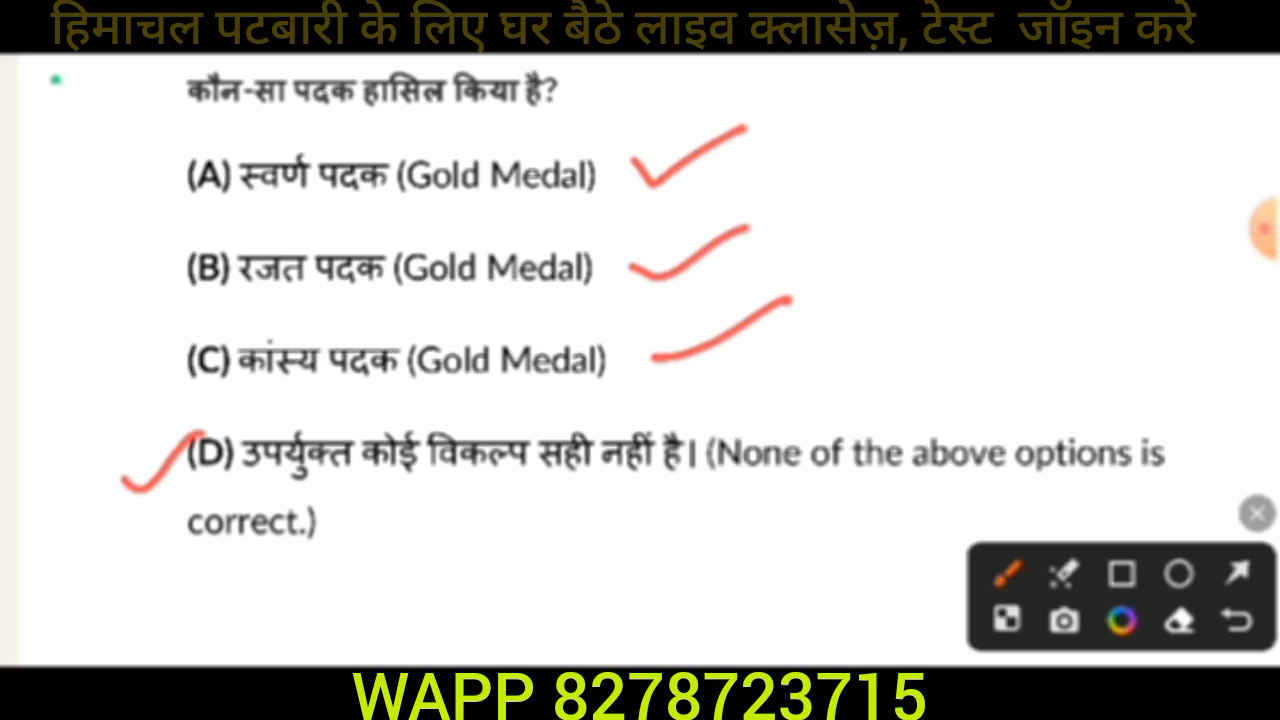 हिमाचल पटबारी के लिए घर बैठे लाइव क्लासेज़, टेस्ट जॉइन करे
कौन-सा पदक हासिल किया है?
(A) स्वर्ण पदक (Gold Medal)
(B) रजत पदक (Gold Medal)
(C) कांस्य पदक (Gold Medal)
(D) उपर्युक्त कोई विकल्प सही नहीं है। (None of the above options is
correct.)
WAPP 8278723715